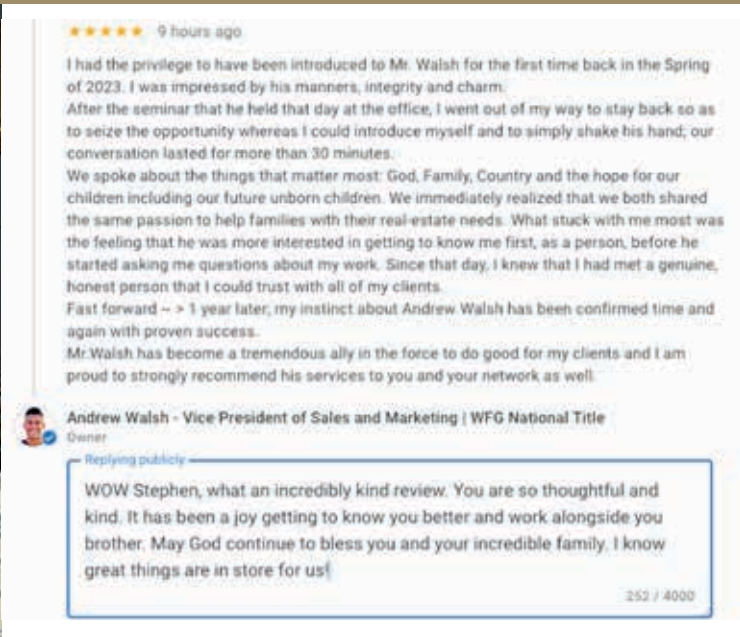 9 hours ago
I had the privilege to have been introduced to Mr. Walsh for the first time back in the Spring
of 2023. I was impressed by his manners, integrity and charm.
After the seminar that he held that day at the office, I went out of my way to stay back so as
to seize the opportunity whereas I could introduce myself and to simply shake his hand; our
conversation lasted for more than 30 minutes.
We spoke about the things that matter most: God, Family, Country and the hope for our
children including our future unborn children. We immediately realized that we both shared
the same passion to help families with their real-estate needs. What stuck with me most was
the feeling that he was more interested in getting to know me first, as a person, before he
started asking me questions about my work. Since that day, I knew that I had met a genuine,
honest person that I could trust with all of my clients.
Fast forward ~ > 1 year later; my instinct about Andrew Walsh has been confirmed time and
again with proven success.
Mr.Walsh has become a tremendous ally in the force to do good for my clients and I am
proud to strongly recommend his services to you and your network as well.
Andrew Walsh - Vice President of Sales and Marketing | WFG National Title
Owner
Replying publicly
WOW Stephen, what an incredibly kind review. You are so thoughtful and
kind. It has been a joy getting to know you better and work alongside you
brother. May God continue to bless you and your incredible family. I know
great things are in store for us!
252 / 4000